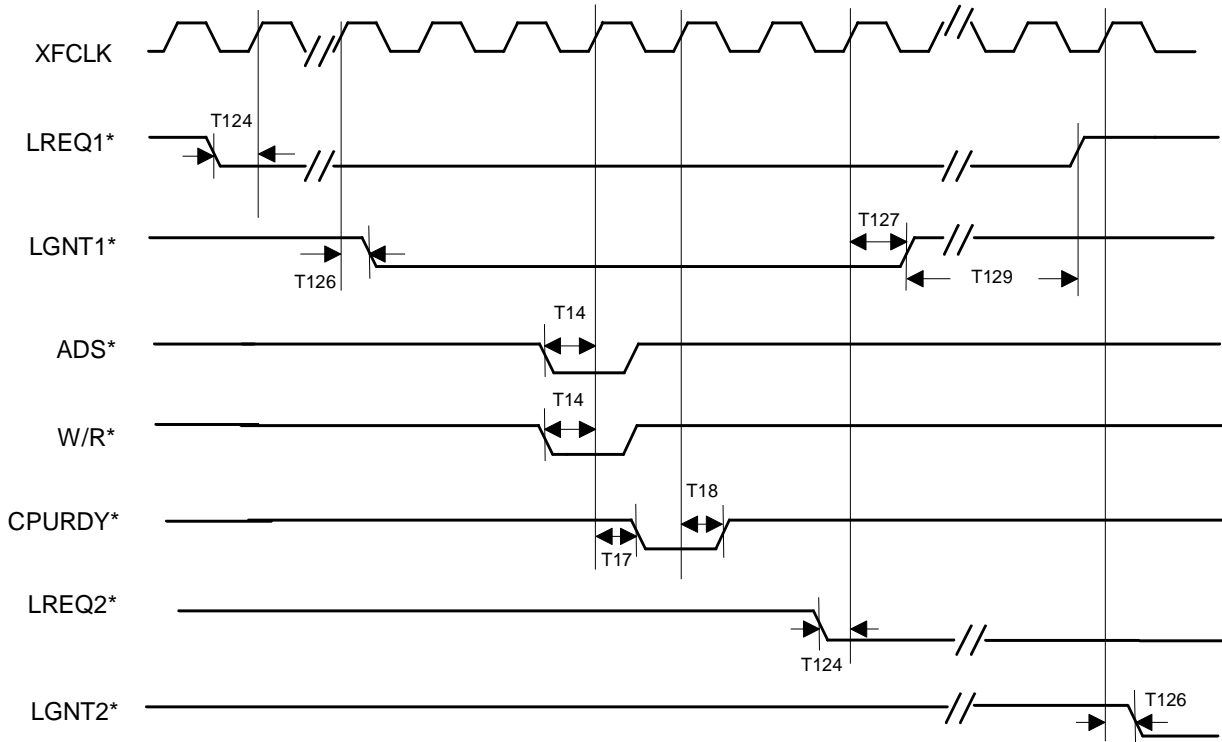 XFCLK
T124
LREQ1*
T127
LGNT1*
T126
T129
T14
ADS*
T14
W/R*
T18
CPURDY*
T17
LREQ2*
T124
T126
LGNT2*